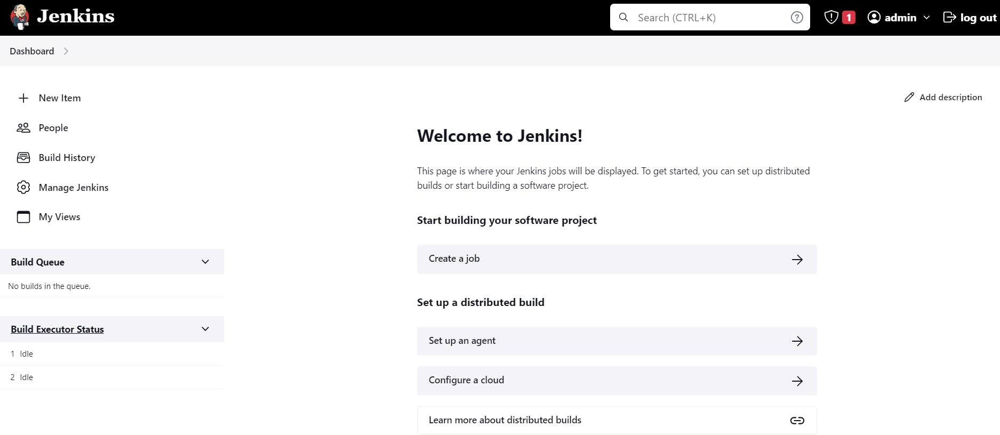 Jenkins
Search (CTRL+K)
?
1
admin
log out
Dashboard
New Item
People
Build History
Manage Jenkins
My Views
Build Queue
No builds in the queue.
Build Executor Status
1 Idle
2 Idle
Add description
Welcome to Jenkins!
This page is where your Jenkins jobs will be displayed. To get started, you can set up distributed
builds or start building a software project.
Start building your software project
Create a job
Set up a distributed build
Set up an agent
Configure a cloud
Learn more about distributed builds